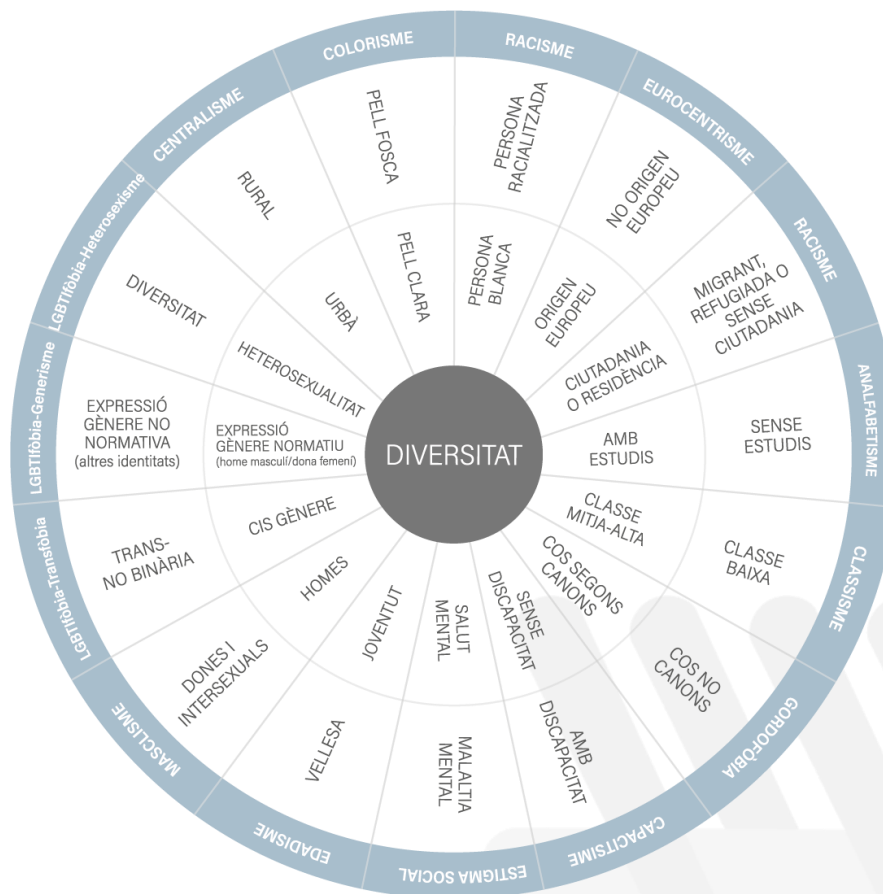 COLORISME
RACISME
EUROCENTRISME
RACISME
ANALFABETISME
CLASSISME
GORDOFÒBIA
CAPACITSIME
ESTIGMA SOCIAL
EDADISME
MASCLISME
LGBTIfòbia-Transfòbia
LGBTIfòbia-Generisme
LGBTIfòbia-Heterosexisme
CENTRALISME
PELL FOSCA
PERSONA
RACIALITZADA
NO ORIGEN
EUROPEU
MIGRANT,
REFUGIADA O
SENSE
CIUTADANIA
SENSE
ESTUDIS
CLASSE
BAIXA
COS NO
CANONS
AMB
DISCAPACITAT
MALALTIA
MENTAL
VELLESA
DONES I
INTERSEXUALS
TRANS-
NO BINÀRIA
EXPRESSIÓ
GÈNERE NO
NORMATIVA
(altres identitats)
DIVERSITAT
RURAL
PELL CLARA
PERSONA
BLANCA
ORIGEN
EUROPEU
CIUTADANIA
O RESIDÈNCIA
AMB
ESTUDIS
CLASSE
MITJA-ALTA
COS SEGONS
CANONS
SENSE
DISCAPACITAT
SALUT
MENTAL
JOVENTUT
HOMES
CIS GÈNERE
EXPRESSIÓ
GÈNERE NORMATIU
(home masculí/dona femení)
HETEROSEXUALITAT
URBÀ
DIVERSITAT